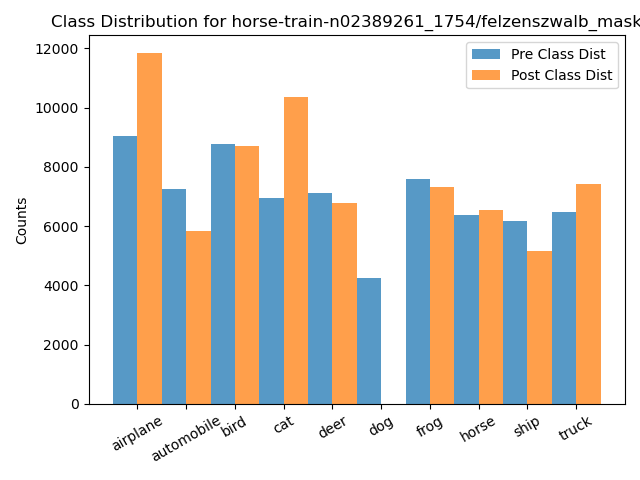 Class Distribution for horse-train-n02389261_1754/felzenszwalb_mask
Pre Class Dist
Post Class Dist
12000
10000
8000
6000
4000
2000
0
Counts
airplane
automobile
bird
cat
deer
dog
frog
horse
ship
truck